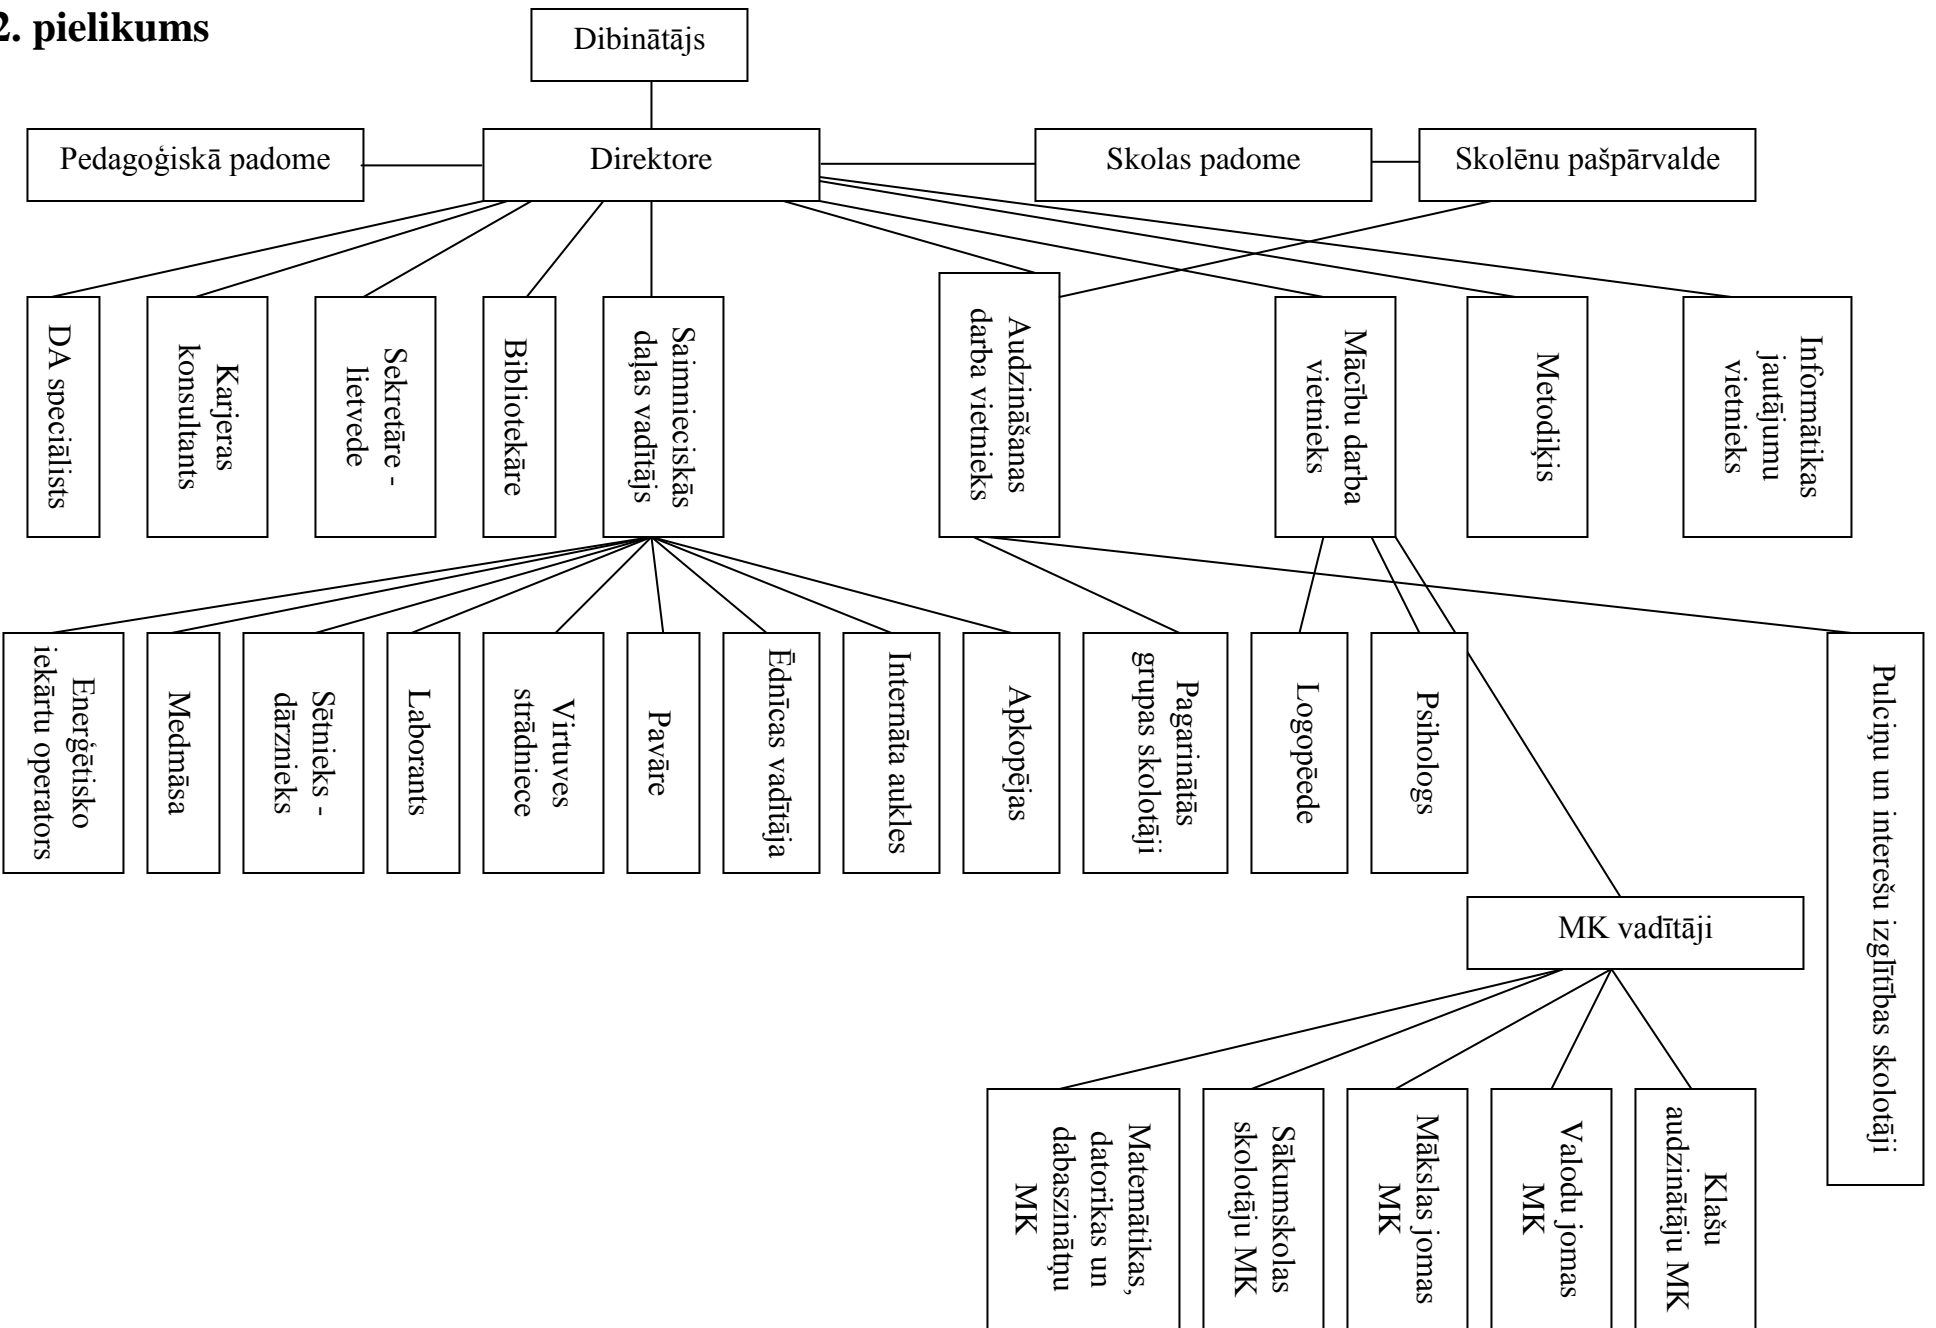 2. pielikums
Dibinātājs
Pedagoģiskā padome
Direktore
Skolas padome
Skolēnu pašpārvalde
DA speciālists
Karjeras
konsultants
Sekretāre -
lietvede
Bibliotekāre
Saimnieciskās
daļas vadītājs
Audzināšanas
darba vietnieks
Mācību darba
vietnieks
Metodiķis
Informātikas
jautājumu
vietnieks
Enerģētisko
iekārtu operators
Medmāsa
Sētnieks -
dārznieks
Laborants
Virtuves
strādniece
Pavāre
Ēdnīcas vadītāja
Internāta aukles
Apkopējas
Pagarinātās
grupas skolotāji
Logopēde
Psihologs
Pulciņu un interešu izglītības skolotāji
MK vadītāji
Matemātikas,
datorikas un
dabaszinātņu
MK
Sākumskolas
skolotāju MK
Mākslas jomas
MK
Valodu jomas
MK
Klašu
audzinātāju MK